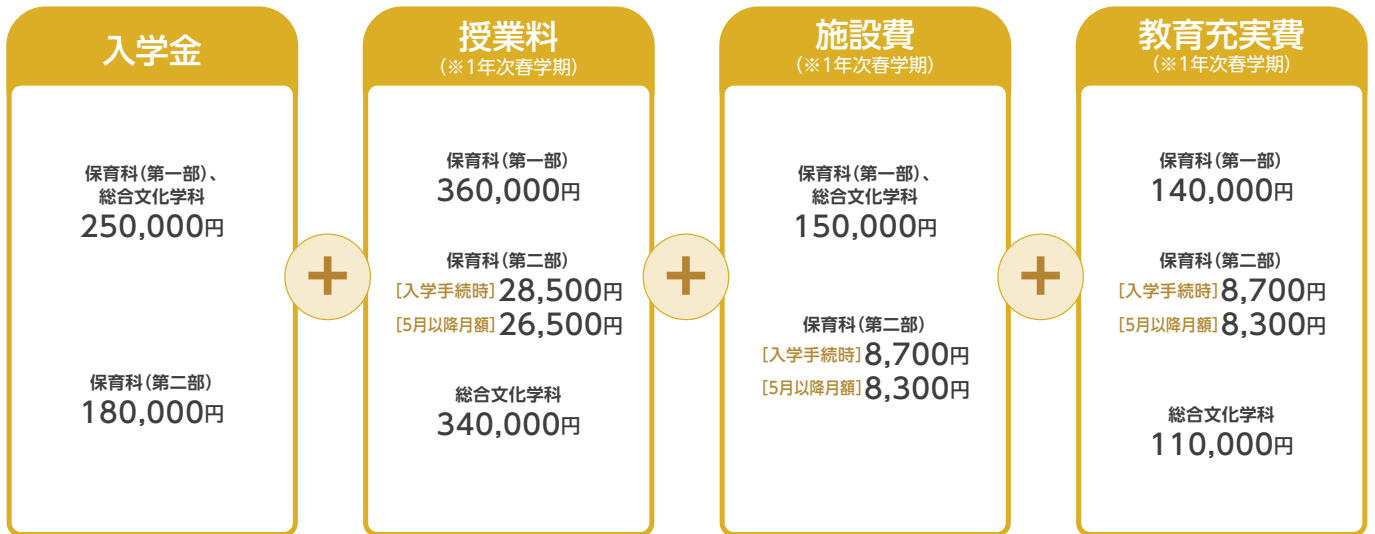 入学金
保育科(第一部)、
総合文化学科
250,000円
保育科(第二部)
180,000円
+
授業料
(※1年次春学期)
保育科(第一部)
360,000円
保育科(第二部)
[入学手続時]28,500円
[5月以降月額]26,500円
総合文化学科
340,000円
+
施設費
(※1年次春学期)
保育科(第一部)、
総合文化学科
150,000円
保育科(第二部)
[入学手続時]8,700円
[5月以降月額]8,300円
+
教育充実費
(※1年次春学期)
保育科(第一部)
140,000円
保育科(第二部)
[入学手続時]8,700円
[5月以降月額]8,300円
総合文化学科
110,000円